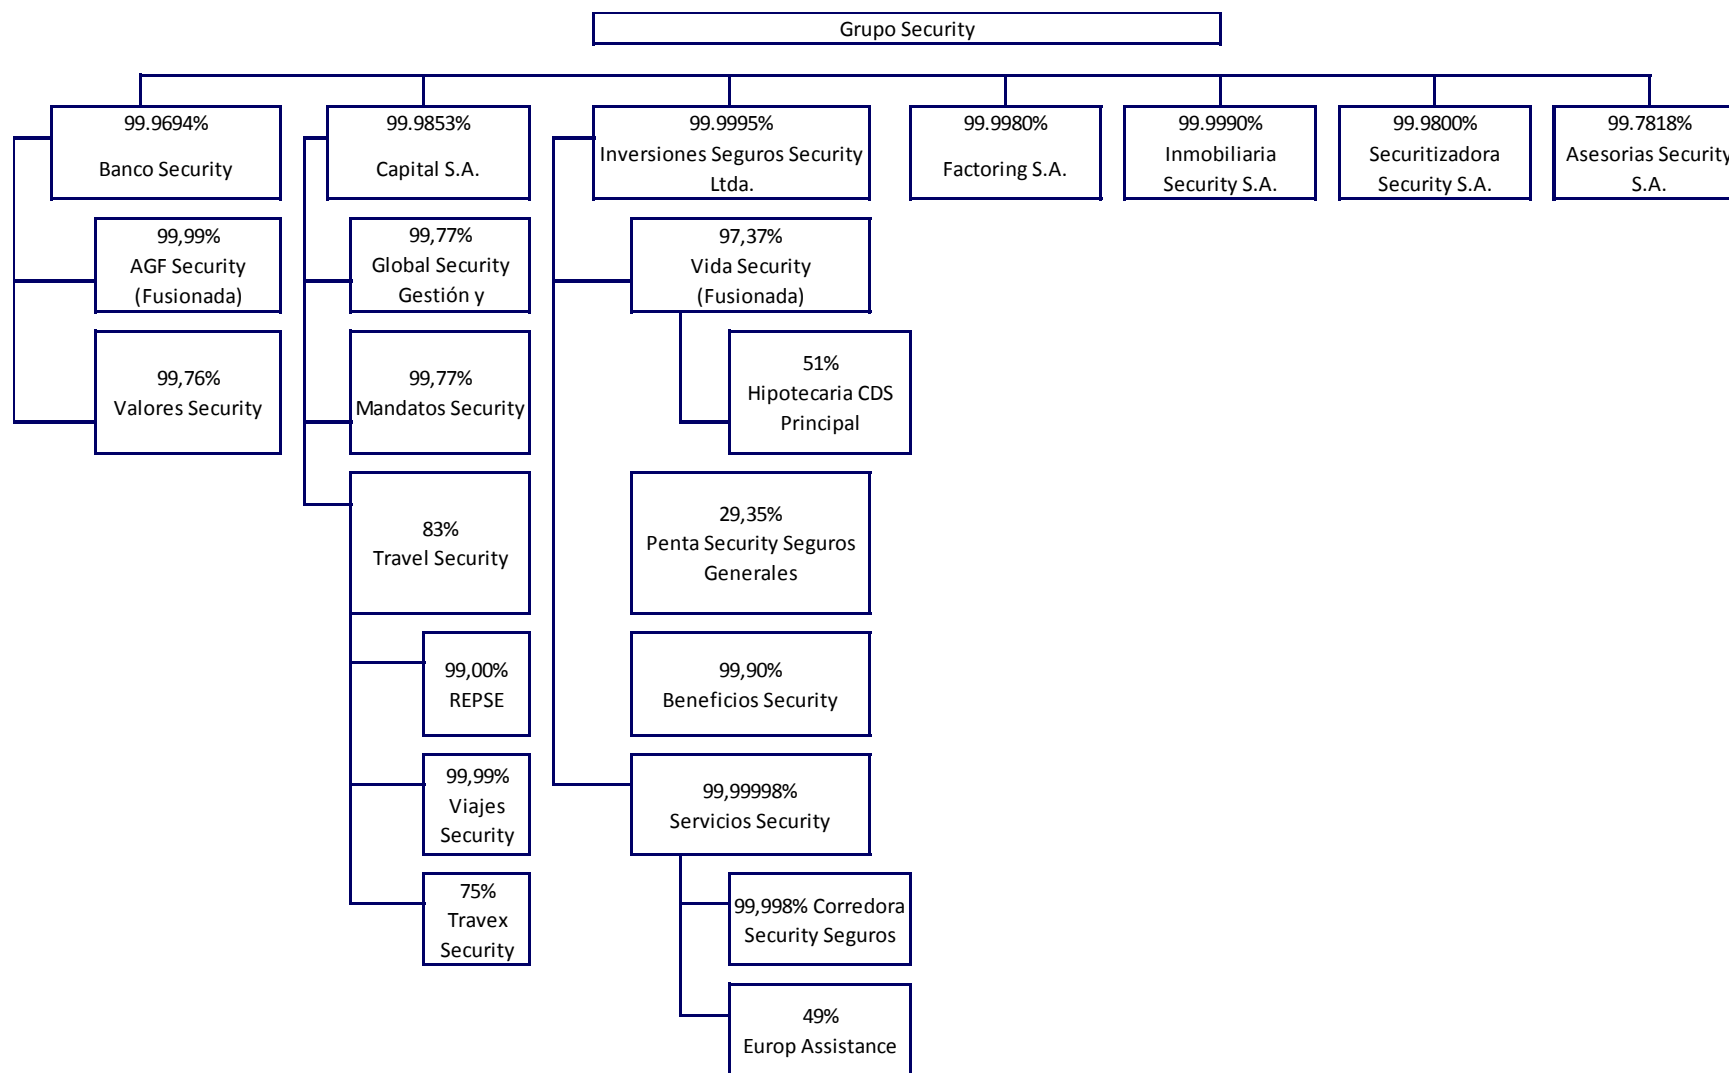 Grupo Security
99.9694%
Banco Security
99.9853%
Capital S.A.
99.9995%
Inversiones Seguros Security
Ltda.
99.9980%
Factoring S.A.
99.9990%
Inmobiliaria
Security S.A.
99.9800%
Securitizadora
Security S.A.
99.7818%
Asesorias Security
S.A.
99,99%
AGF Security
(Fusionada)
99,77%
Global Security
Gestión y
97,37%
Vida Security
(Fusionada)
99,76%
Valores Security
99,77%
Mandatos Security
51%
Hipotecaria CDS
Principal
83%
Travel Security
29,35%
Penta Security Seguros
Generales
99,00%
REPSE
99,90%
Beneficios Security
99,99%
Viajes
Security
99,99998%
Servicios Security
75%
Travex
Security
99,998% Corredora
Security Seguros
49%
Europ Assistance